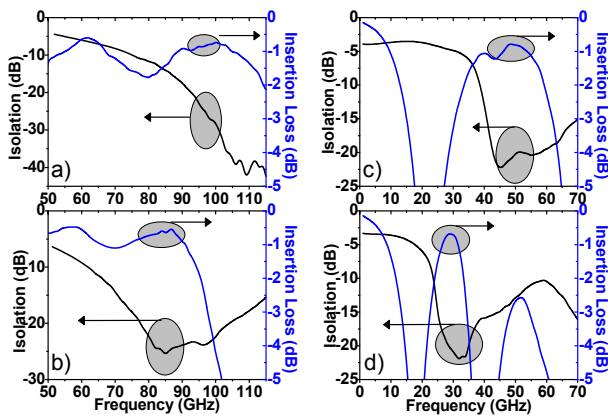 0
-10
-20
-30
-40
Isolation (dB)
a)
50 60 70 80 90 100 110
0
-1
-2
-3
-4
-5
Insertion Loss (dB)
0
-5
-10
-15
-20
-25
Isolation (dB)
c)
0 10 20 30 40 50 60 70
0
-1
-2
-3
-4
-5
Insertion Loss (dB)
0
-10
-20
-30
Isolation (dB)
b)
50 60 70 80 90 100 110
Frequency (GHz)
0
-1
-2
-3
-4
-5
Insertion Loss (dB)
0
-5
-10
-15
-20
-25
Isolation (dB)
d)
0 10 20 30 40 50 60 70
Frequency (GHz)
0
-1
-2
-3
-4
-5
Insertion Loss (dB)